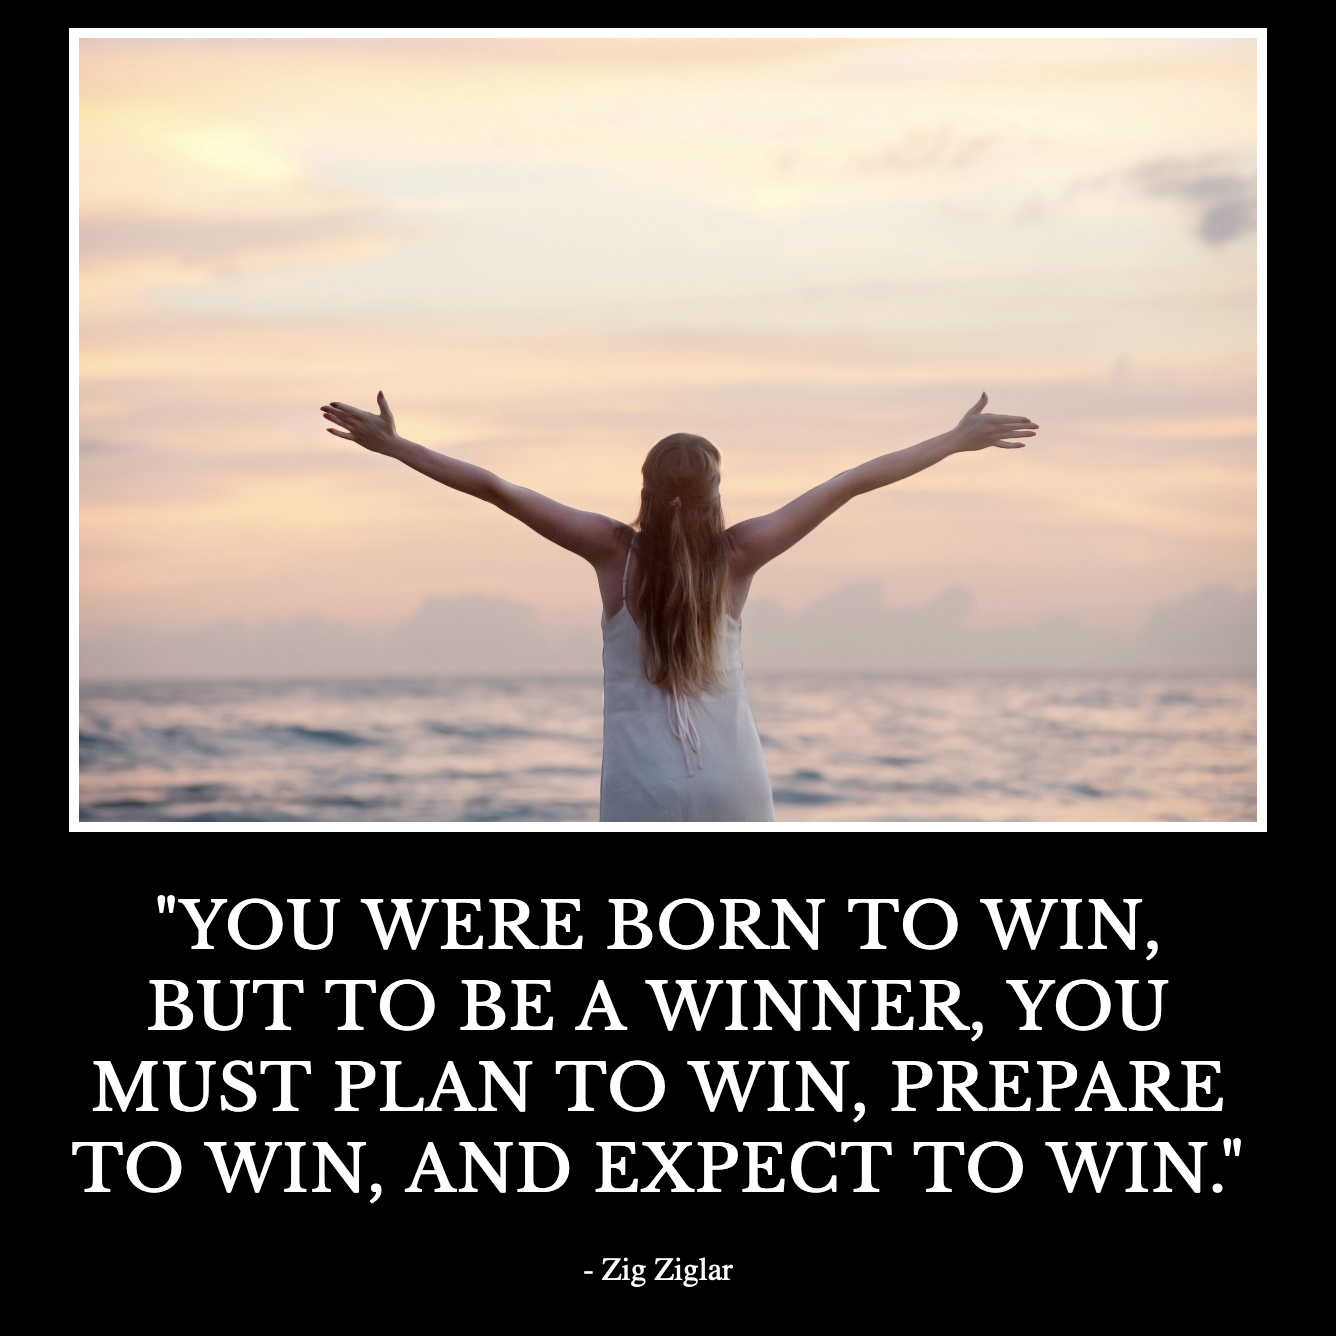 "YOU WERE BORN TO WIN,
BUT TO BE A WINNER, YOU
MUST PLAN TO WIN, PREPARE
TO WIN, AND EXPECT TO WIN."
- Zig Ziglar